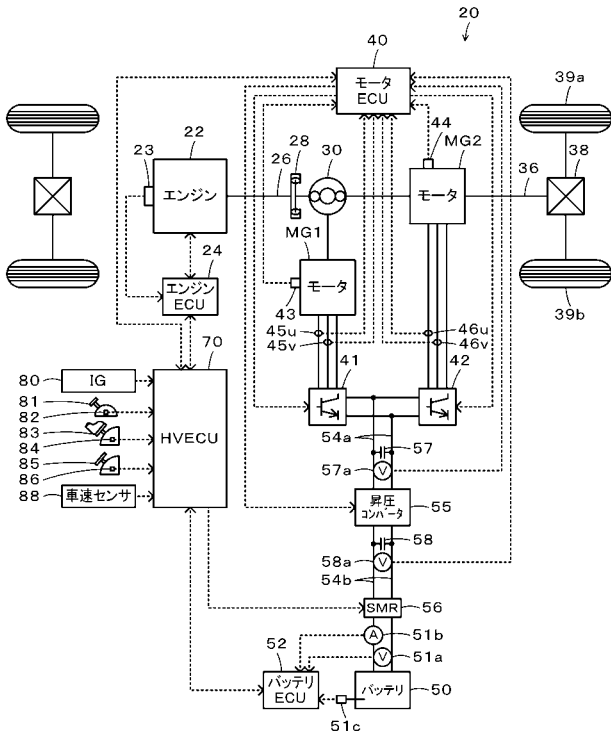 20
40
モータ
ECU
39a
22
28
30
44
MG2
38
23
26
36
エンジン
モータ
MG1
24
エンジン
ECU
43
モータ
39b
45u
45v
46u
46v
70
41
42
80
IG
81
82
83
84
85
86
88
車速センサ
HVECU
54a
57
57a
V
昇圧
コンバータ
55
58
58a
V
54b
SMR
56
A
51b
52
V
51a
バッテリ
ECU
バッテリ
50
51c